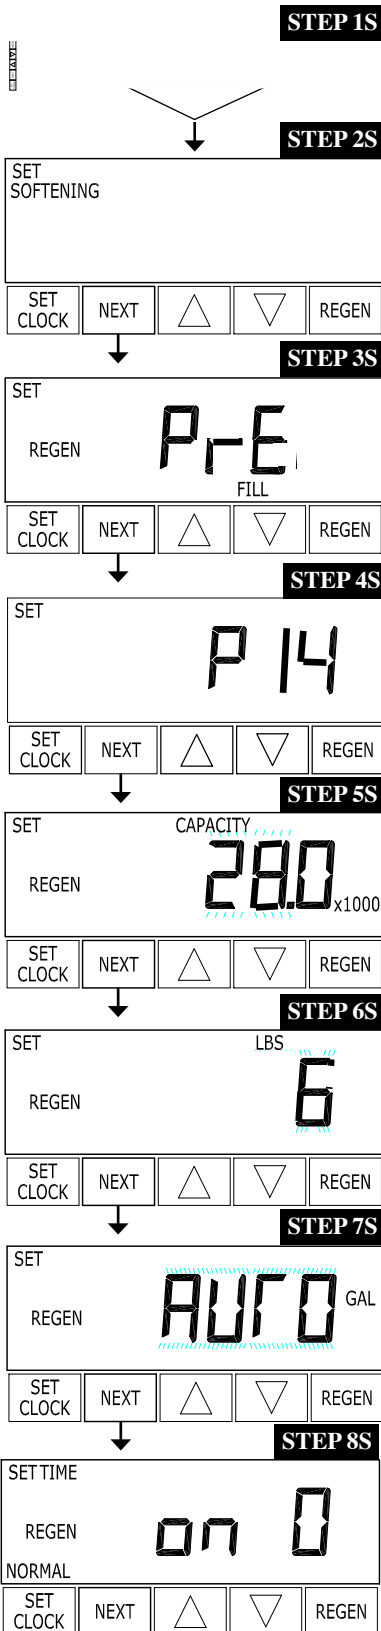 STEP 1S
STEP 2S
SET
SOFTENING
SET CLOCK NEXT REGEN
STEP 3S
SET
REGEN PrE
FILL
SET CLOCK NEXT REGEN
STEP 4S
SET
P 14
SET CLOCK NEXT REGEN
STEP 5S
SET CAPACITY
REGEN 28.0 x1000
SET CLOCK NEXT REGEN
STEP 6S
SET LBS
REGEN 6
SET CLOCK NEXT REGEN
STEP 7S
SET
REGEN AUTO GAL
SET CLOCK NEXT REGEN
STEP 8S
SET TIME
REGEN on 0
NORMAL
SET CLOCK NEXT REGEN